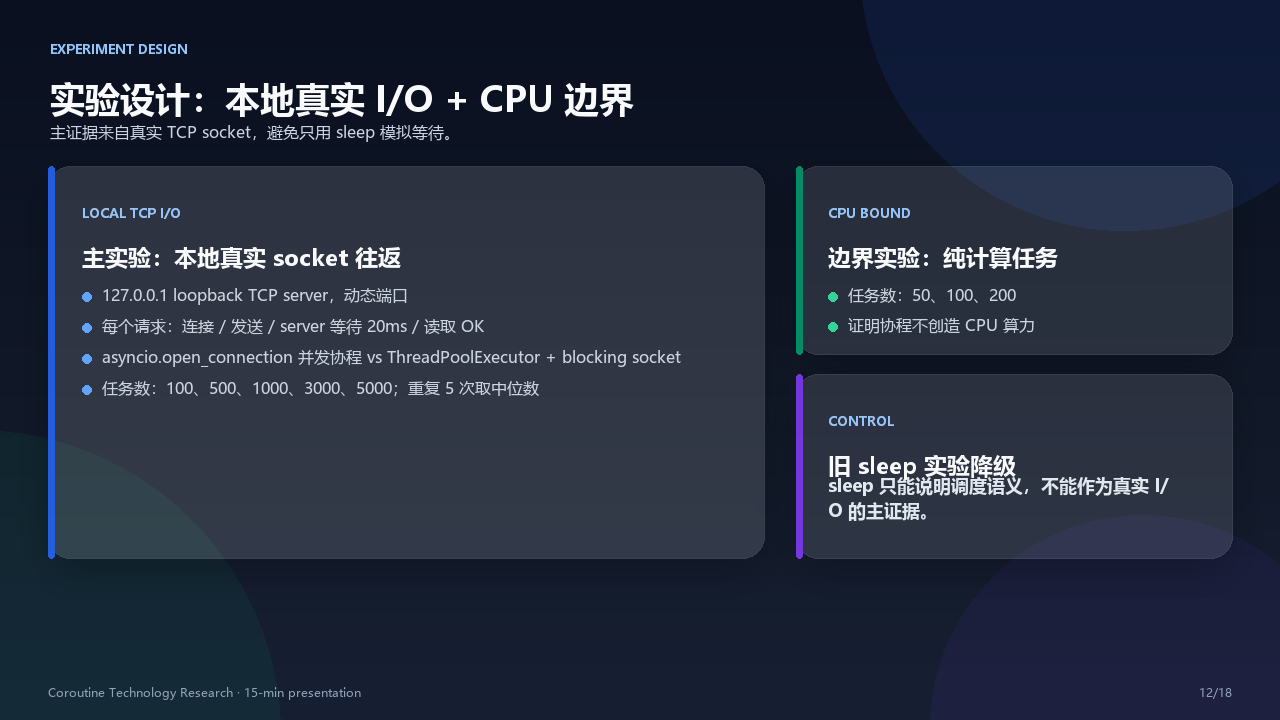 EXPERIMENT DESIGN
实验设计：本地真实 I/O + CPU 边界
主证据来自真实 TCP socket，避免只用 sleep 模拟等待。
LOCAL TCP I/O
主实验：本地真实 socket 往返
127.0.0.1 loopback TCP server，动态端口
每个请求：连接 / 发送 / server 等待 20ms / 读取 OK
asyncio.open_connection 并发协程 vs ThreadPoolExecutor + blocking socket
任务数：100、500、1000、3000、5000；重复 5 次取中位数
CPU BOUND
边界实验：纯计算任务
任务数：50、100、200
证明协程不创造 CPU 算力
CONTROL
旧 sleep 实验降级
sleep 只能说明调度语义，不能作为真实 I/
O 的主证据。
Coroutine Technology Research · 15-min presentation
12/18